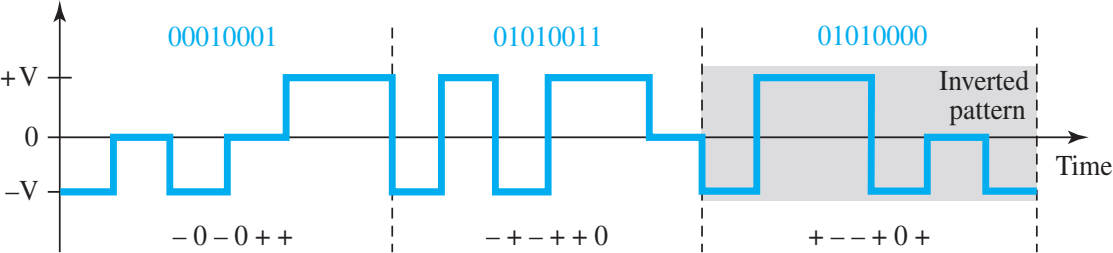 00010001 01010011 01010000
+V
Inverted
pattern
0
Time
–V
– 0 – 0 + + – + – + + 0 + – – + 0 +